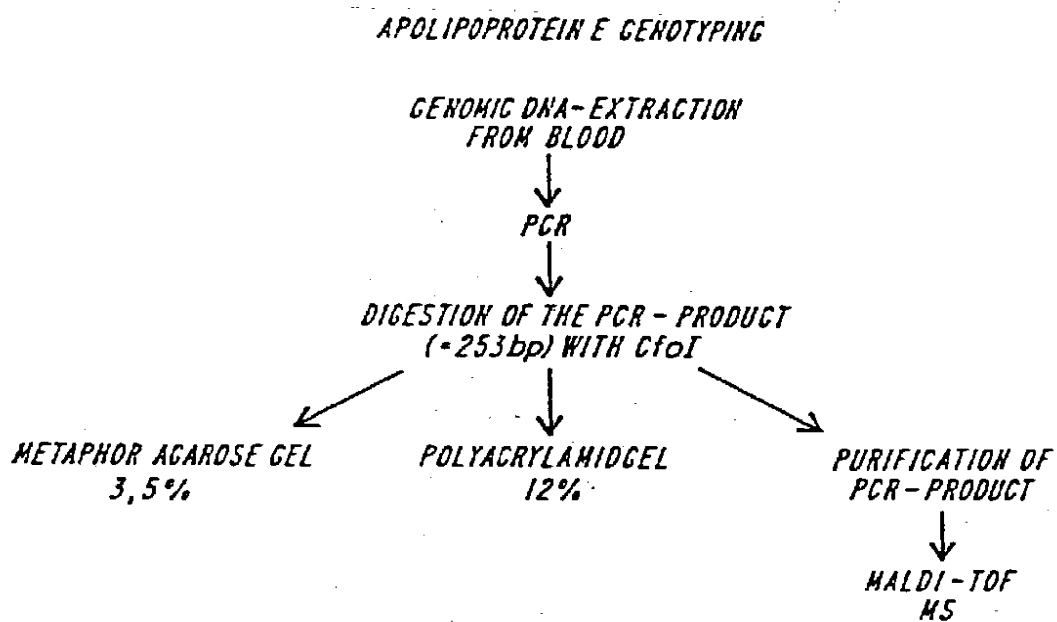 APOLIPOPROTEIN E GENOTYPING
GENOMIC DNA-EXTRACTION
FROM BLOOD
PCR
DIGESTION OF THE PCR-PRODUCT
(=253bp) WITH CfoI
METAPHOR AGAROSE GEL
3,5%
POLYACRYLAMIDGEL
12%
PURIFICATION OF
PCR-PRODUCT
MALDI-TOF
MS